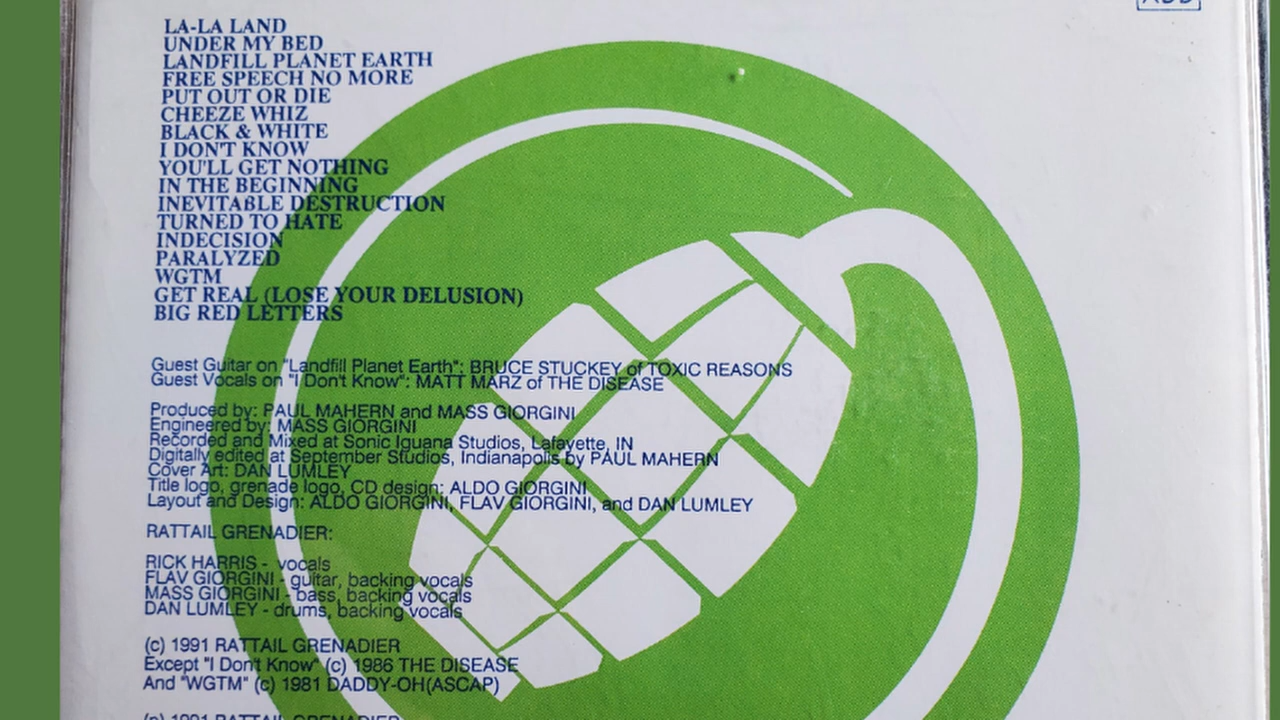 LA-LA LAND
UNDER MY BED
LANDFILL PLANET EARTH
FREE SPEECH NO MORE
PUT OUT OR DIE
CHEEZE WHIZ
BLACK & WHITE
I DON'T KNOW
YOU'LL GET NOTHING
IN THE BEGINNING
INEVITABLE DESTRUCTION
TURNED TO HATE
INDECISION
PARALYZED
WGTM
GET REAL (LOSE YOUR DELUSION)
BIG RED LETTERS
Guest Guitar on "Landfill Planet Earth": BRUCE STUCKEY of TOXIC REASONS
Guest Vocals on "I Don't Know": MATT MARZ of THE DISEASE
Produced by: PAUL MAHERN and MASS GIORGINI
Engineered by: MASS GIORGINI
Recorded and Mixed at Sonic Iguana Studios, Lafayette, IN
Digitally edited at September Studios, Indianapolis by PAUL MAHERN
Cover Art: DAN LUMLEY
Title logo, grenade logo, CD design: ALDO GIORGINI
Layout and Design: ALDO GIORGINI, FLAV GIORGINI, and DAN LUMLEY
RATTAIL GRENADIER:
RICK HARRIS - vocals
FLAV GIORGINI - guitar, backing vocals
MASS GIORGINI - bass, backing vocals
DAN LUMLEY - drums, backing vocals
(c) 1991 RATTAIL GRENADIER
Except "I Don't Know" (c) 1986 THE DISEASE
And "WGTM" (c) 1981 DADDY-OH(ASCAP)
(p) 1991 RATTAIL GRENADIER